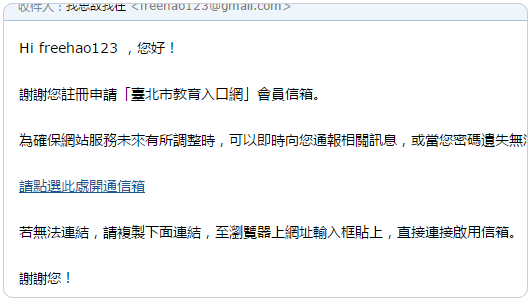 收件人：我思故我在 <freehao123@gmail.com>
Hi freehao123 ，您好！
謝謝您註冊申請「臺北市教育入口網」會員信箱。
為確保網站服務未來有所調整時，可以即時向您通報相關訊息，或當您密碼遺失無
請點選此處開通信箱
若無法連結，請複製下面連結，至瀏覽器上網址輸入框貼上，直接連接啟用信箱。
謝謝您！